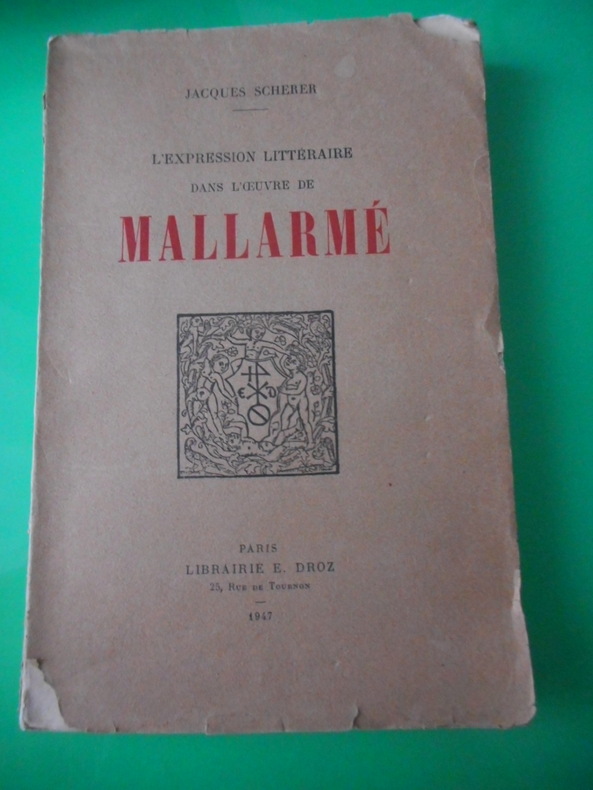 JACQUES SCHERER
L'EXPRESSION LITTÉRAIRE
DANS L'ŒUVRE DE
MALLARMÉ
E D
PARIS
LIBRAIRIE E. DROZ
25, RUE DE TOURNON
1947